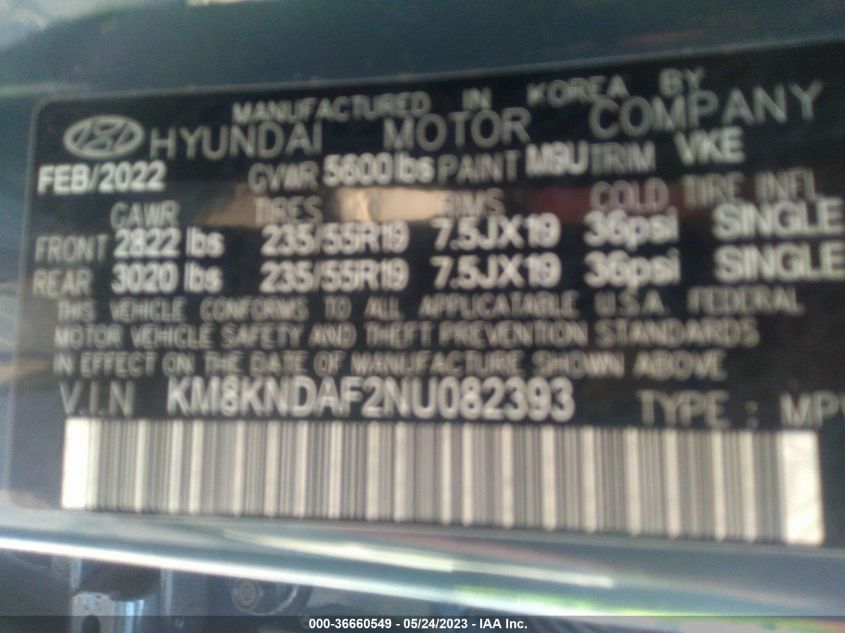 MANUFACTURED IN KOREA BY
HYUNDAI MOTOR COMPANY
FEB/2022 GVWR 5600 lbs PAINT M9U TRIM VKE
GAWR TIRES RIMS COLD TIRE INFL
FRONT 2822 lbs 235/55R19 7.5JX19 36psi SINGLE
REAR 3020 lbs 235/55R19 7.5JX19 36psi SINGLE
THIS VEHICLE CONFORMS TO ALL APPLICATABLE U.S.A. FEDERAL
MOTOR VEHICLE SAFETY AND THEFT PREVENTION STANDARDS
IN EFFECT ON THE DATE OF MANUFACTURE SHOWN ABOVE
V.I.N KM8KNDAF2NU082393 TYPE : MPV
000-36660549 - 05/24/2023 - IAA Inc.